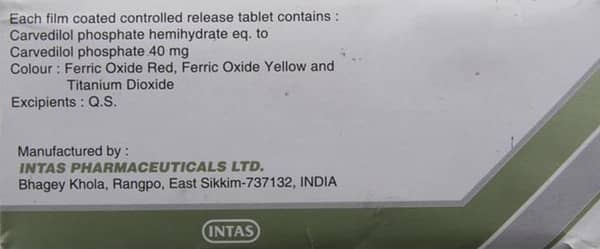 Each film coated controlled release tablet contains :
Carvedilol phosphate hemihydrate eq. to
Carvedilol phosphate 40 mg
Colour : Ferric Oxide Red, Ferric Oxide Yellow and
Titanium Dioxide
Excipients : Q.S.
Manufactured by :
INTAS PHARMACEUTICALS LTD.
Bhagey Khola, Rangpo, East Sikkim-737132, INDIA
INTAS